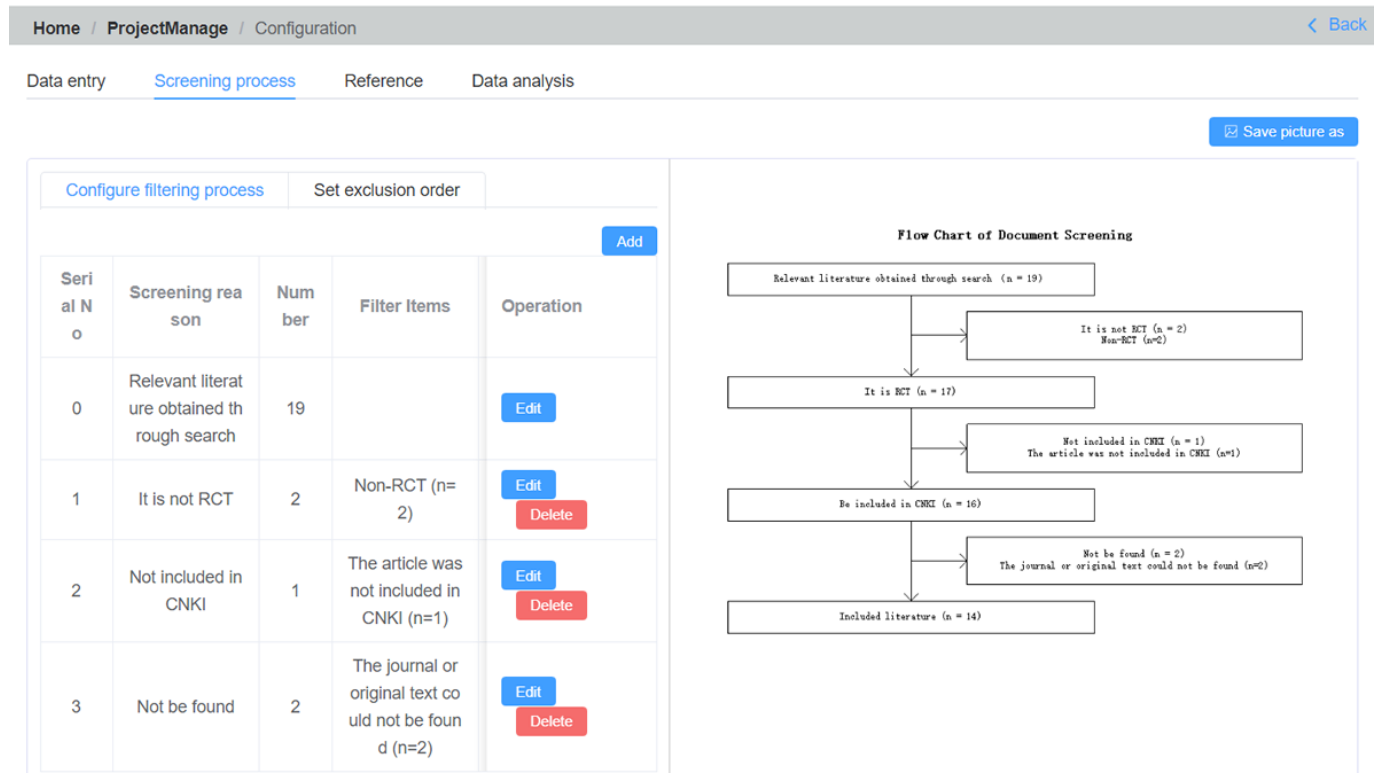 Home / ProjectManage / Configuration
< Back
Data entry
Screening process
Reference
Data analysis
Save picture as
Configure filtering process
Set exclusion order
Add
Seri
al N
o
Screening rea
son
Num
ber
Filter Items
Operation
0
Relevant literat
ure obtained th
rough search
19
Edit
1
It is not RCT
2
Non-RCT (n=
2)
Edit
Delete
2
Not included in
CNKI
1
The article was
not included in
CNKI (n=1)
Edit
Delete
3
Not be found
2
The journal or
original text co
uld not be foun
d (n=2)
Edit
Delete
Flow Chart of Document Screening
Relevant literature obtained through search (n = 19)
It is not RCT (n = 2)
Non-RCT (n=2)
It is RCT (n = 17)
Not included in CNKI (n = 1)
The article was not included in CNKI (n=1)
Be included in CNKI (n = 16)
Not be found (n = 2)
The journal or original text could not be found (n=2)
Included literature (n = 14)